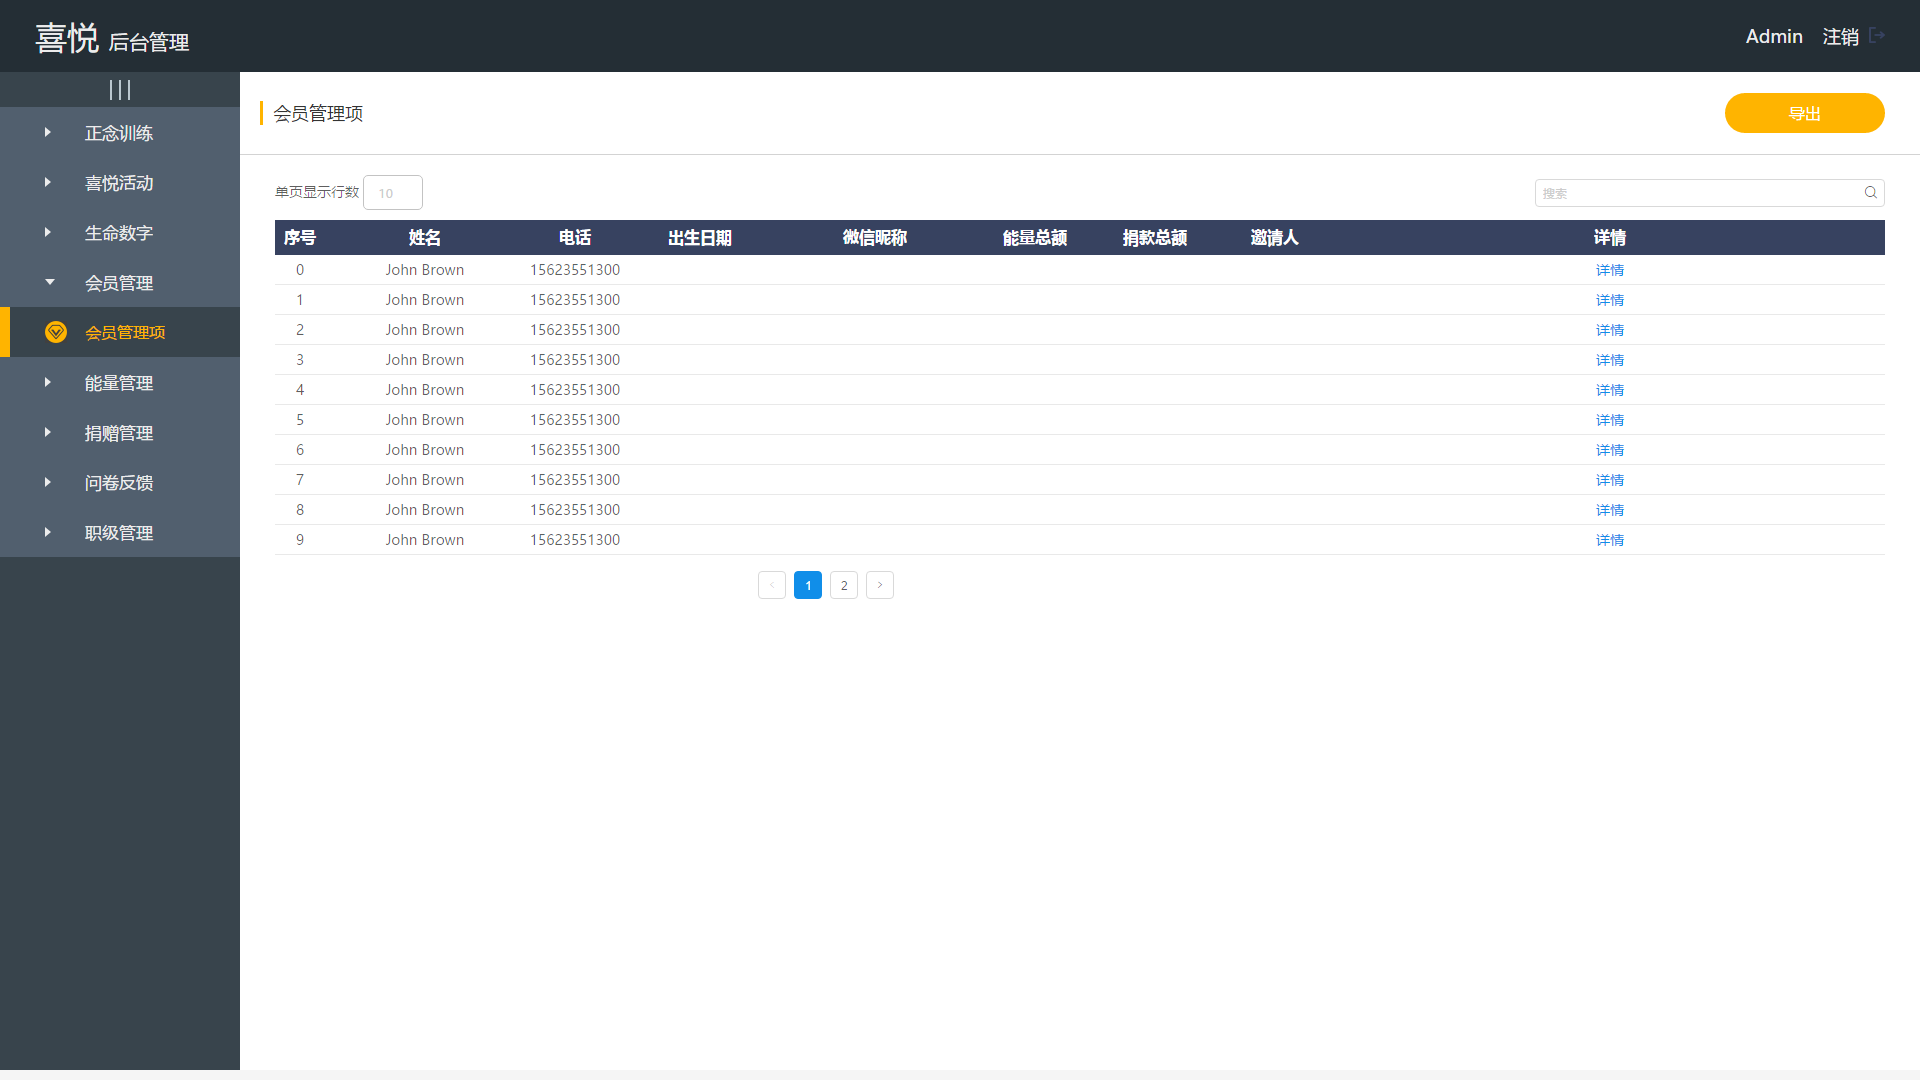 喜悦 后台管理
Admin 注销
正念训练
喜悦活动
生命数字
会员管理
会员管理项
能量管理
捐赠管理
问卷反馈
职级管理
会员管理项
导出
单页显示行数 10
搜索
序号 姓名 电话 出生日期 微信昵称 能量总额 捐款总额 邀请人 详情
0 John Brown 15623551300 详情
1 John Brown 15623551300 详情
2 John Brown 15623551300 详情
3 John Brown 15623551300 详情
4 John Brown 15623551300 详情
5 John Brown 15623551300 详情
6 John Brown 15623551300 详情
7 John Brown 15623551300 详情
8 John Brown 15623551300 详情
9 John Brown 15623551300 详情
< 1 2 >